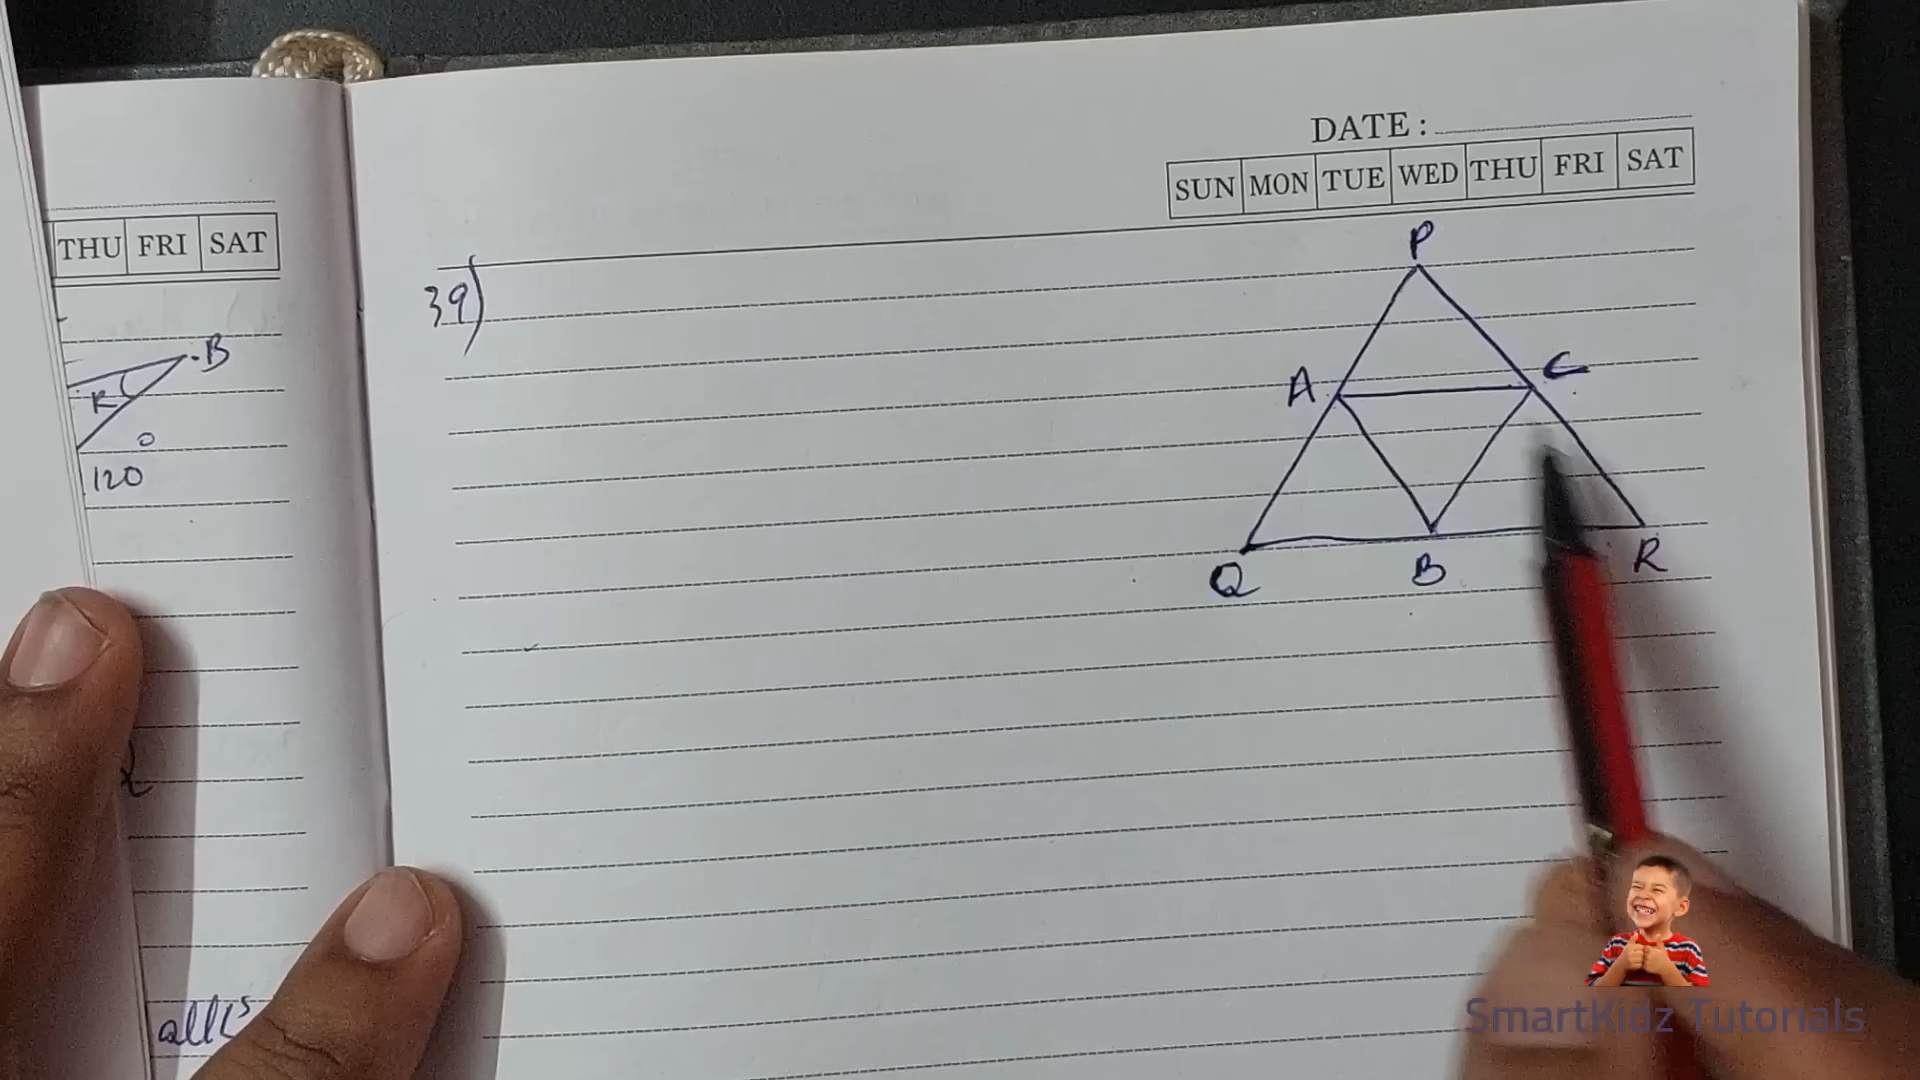 DATE :
SUN MON TUE WED THU FRI SAT
THU FRI SAT
39)
P
A
C
Q
B
R
B
K
120°
SmartKidz Tutorials